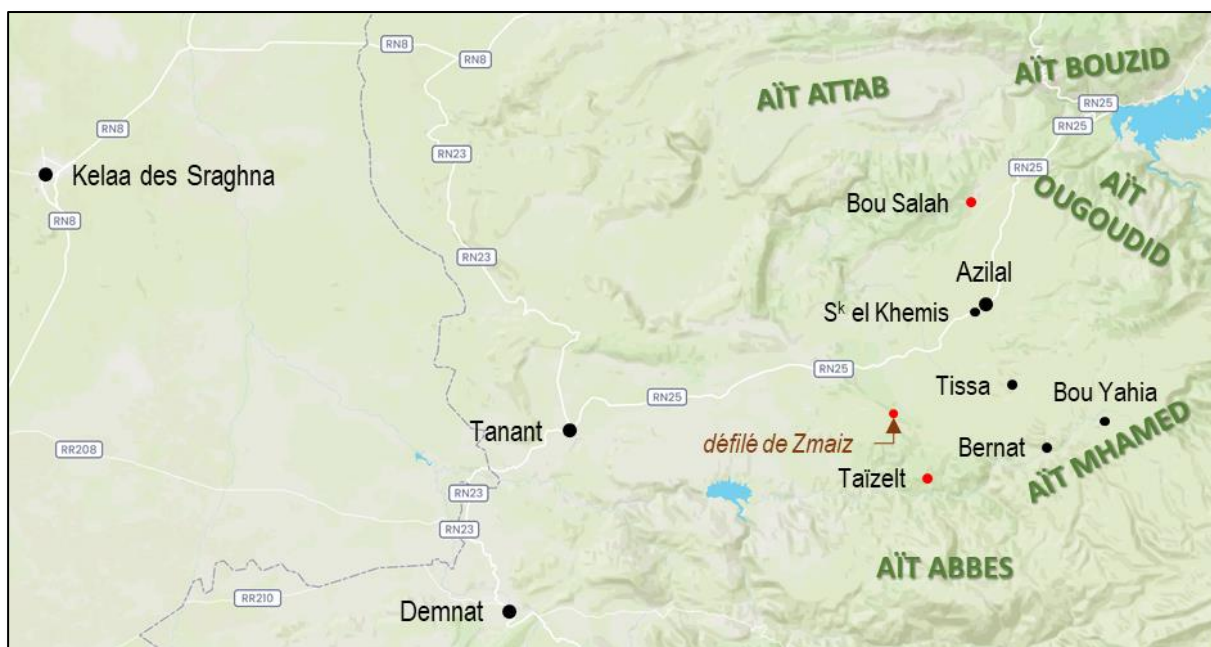 RN8
RN8
AÏT BOUZID
AÏT ATTAB
RN25
RN25
RN8
RN23
RN25
Kelaa des Sraghna
AÏT
OUGOUDID
Bou Salah
RN8
RN23
Azilal
Sᵏ el Khemis
RN25
Tissa
Bou Yahia
RN25
Tanant
défilé de Zmaiz
Bernat
AÏT MHAMED
RR208
Taïzelt
RN23
RN23
AÏT ABBES
RR210
Demnat